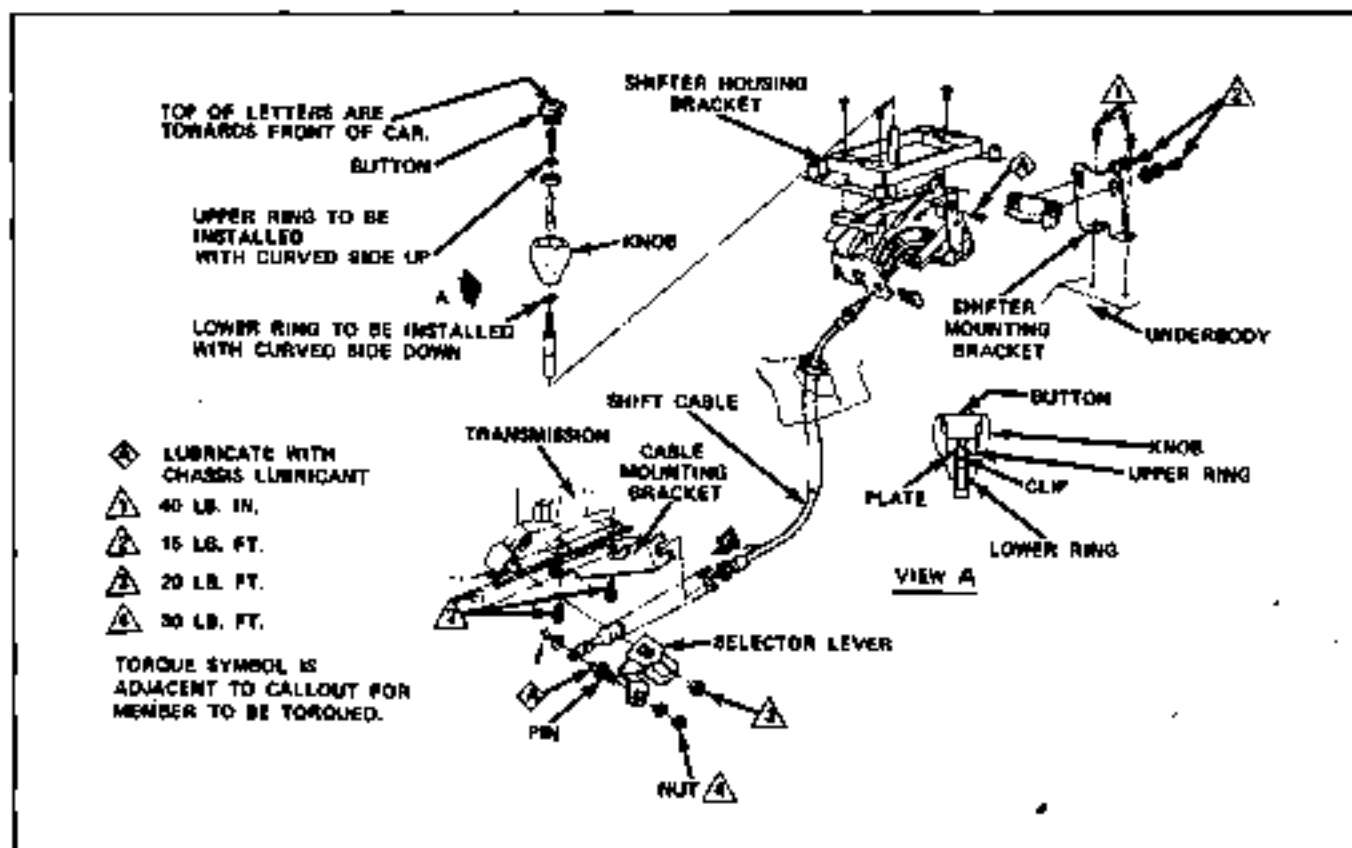 TOP OF LETTERS ARE
TOWARDS FRONT OF CAR.
BUTTON
UPPER RING TO BE
INSTALLED
WITH CURVED SIDE UP
KNOB
A
LOWER RING TO BE INSTALLED
WITH CURVED SIDE DOWN
SHIFTER HOUSING
BRACKET
1
2
A
SHIFTER
MOUNTING
BRACKET
UNDERBODY
SHIFT CABLE
TRANSMISSION
CABLE
MOUNTING
BRACKET
BUTTON
KNOB
UPPER RING
CLIP
PLATE
LOWER RING
VIEW A
A LUBRICATE WITH
CHASSIS LUBRICANT
1 40 LB. IN.
2 15 LB. FT.
3 20 LB. FT.
4 30 LB. FT.
TORQUE SYMBOL IS
ADJACENT TO CALLOUT FOR
MEMBER TO BE TORQUED.
SELECTOR LEVER
A
PIN
3
NUT 4